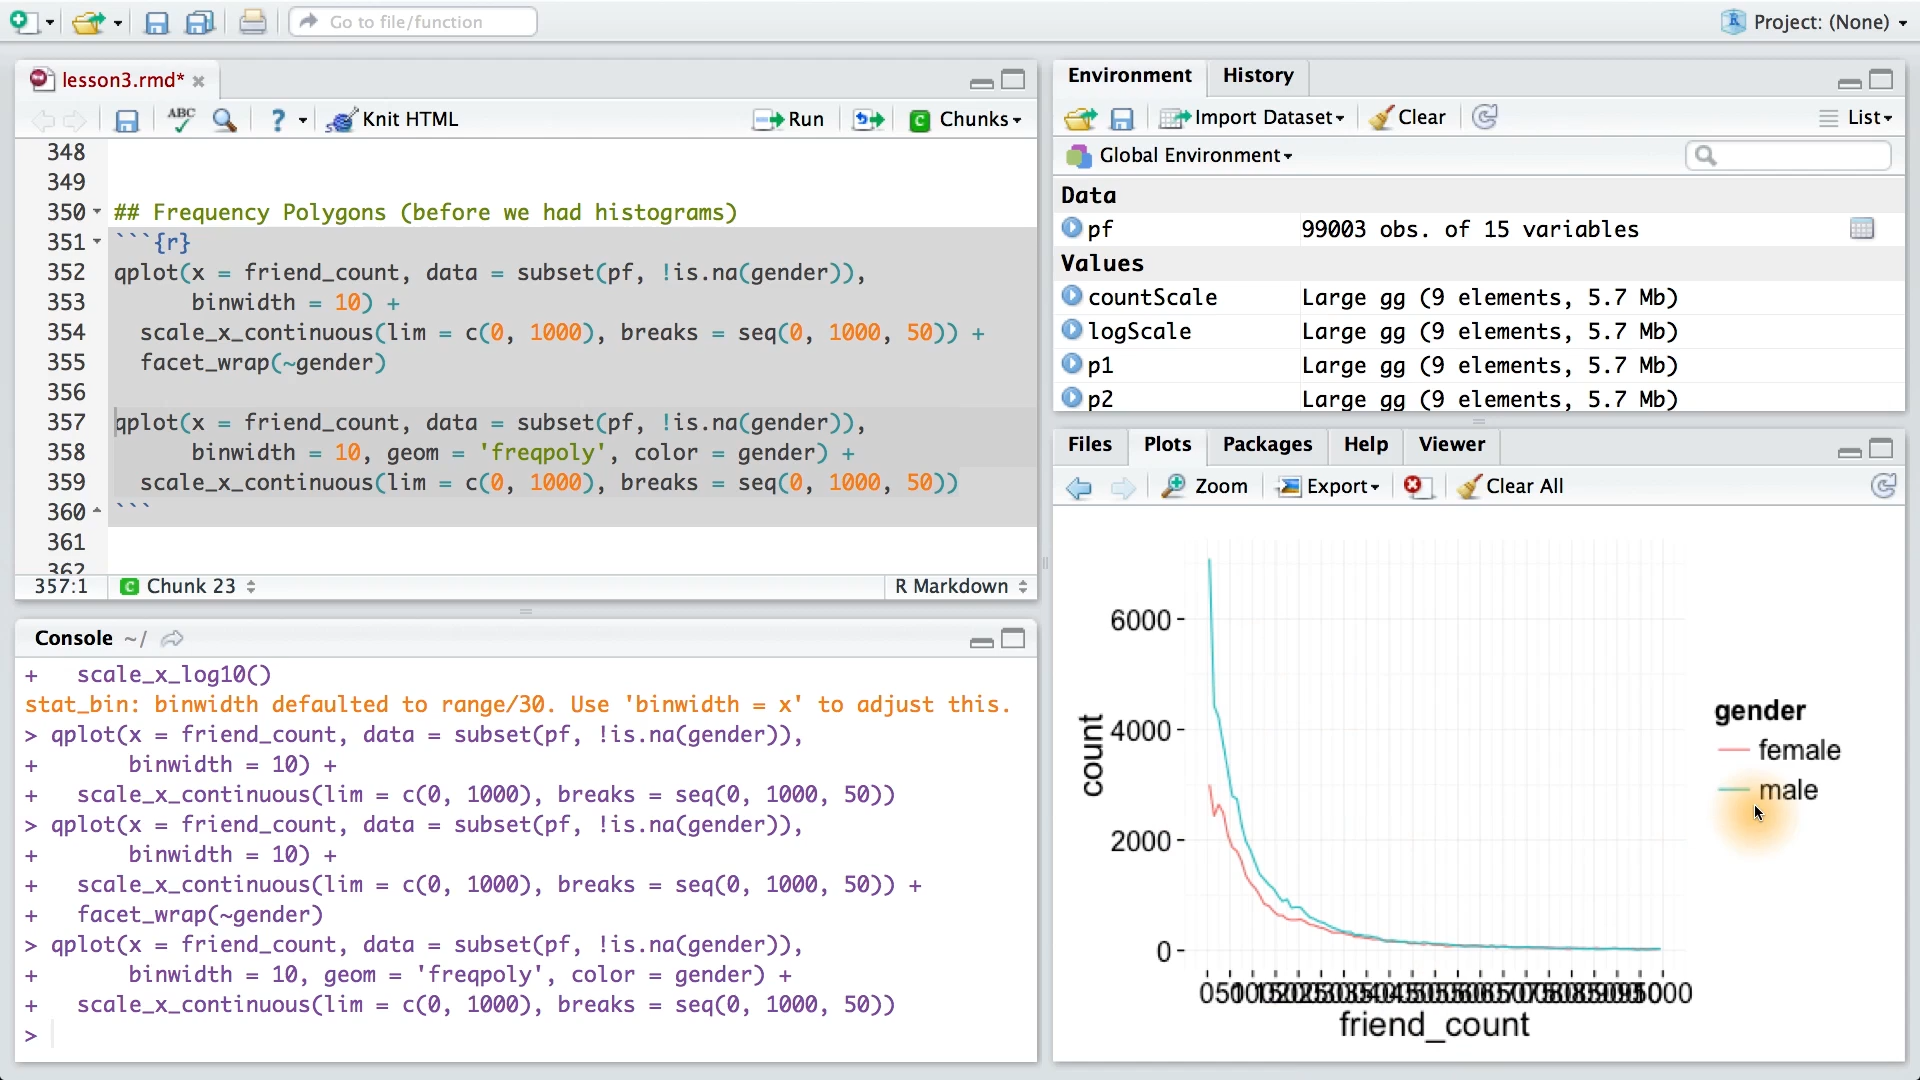 Go to file/function
Project: (None)
lesson3.rmd*
ABC
?
Knit HTML
Run
Chunks
348
349
350 ## Frequency Polygons (before we had histograms)
351 ```{r}
352 qplot(x = friend_count, data = subset(pf, !is.na(gender)),
353 binwidth = 10) +
354 scale_x_continuous(lim = c(0, 1000), breaks = seq(0, 1000, 50)) +
355 facet_wrap(~gender)
356
357 qplot(x = friend_count, data = subset(pf, !is.na(gender)),
358 binwidth = 10, geom = 'freqpoly', color = gender) +
359 scale_x_continuous(lim = c(0, 1000), breaks = seq(0, 1000, 50))
360 ```
361
362
357:1 C Chunk 23 R Markdown
Console ~/
+ scale_x_log10()
stat_bin: binwidth defaulted to range/30. Use 'binwidth = x' to adjust this.
> qplot(x = friend_count, data = subset(pf, !is.na(gender)),
+ binwidth = 10) +
+ scale_x_continuous(lim = c(0, 1000), breaks = seq(0, 1000, 50))
> qplot(x = friend_count, data = subset(pf, !is.na(gender)),
+ binwidth = 10) +
+ scale_x_continuous(lim = c(0, 1000), breaks = seq(0, 1000, 50)) +
+ facet_wrap(~gender)
> qplot(x = friend_count, data = subset(pf, !is.na(gender)),
+ binwidth = 10, geom = 'freqpoly', color = gender) +
+ scale_x_continuous(lim = c(0, 1000), breaks = seq(0, 1000, 50))
>
Environment History
Import Dataset Clear List
Global Environment
Data
pf 99003 obs. of 15 variables
Values
countScale Large gg (9 elements, 5.7 Mb)
logScale Large gg (9 elements, 5.7 Mb)
p1 Large gg (9 elements, 5.7 Mb)
p2 Large gg (9 elements, 5.7 Mb)
Files Plots Packages Help Viewer
Zoom Export Clear All
6000
4000
2000
0
count
friend_count
gender
female
male